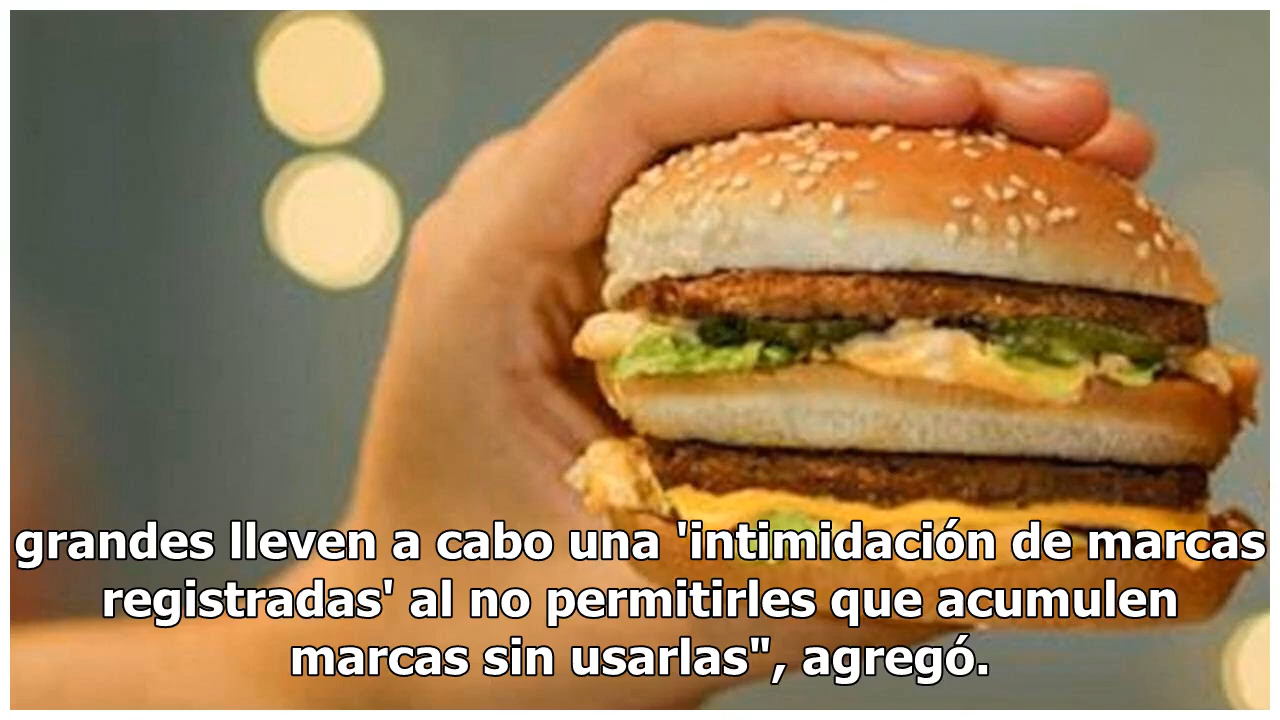 grandes lleven a cabo una 'intimidación de marcas
registradas' al no permitirles que acumulen
marcas sin usarlas", agregó.